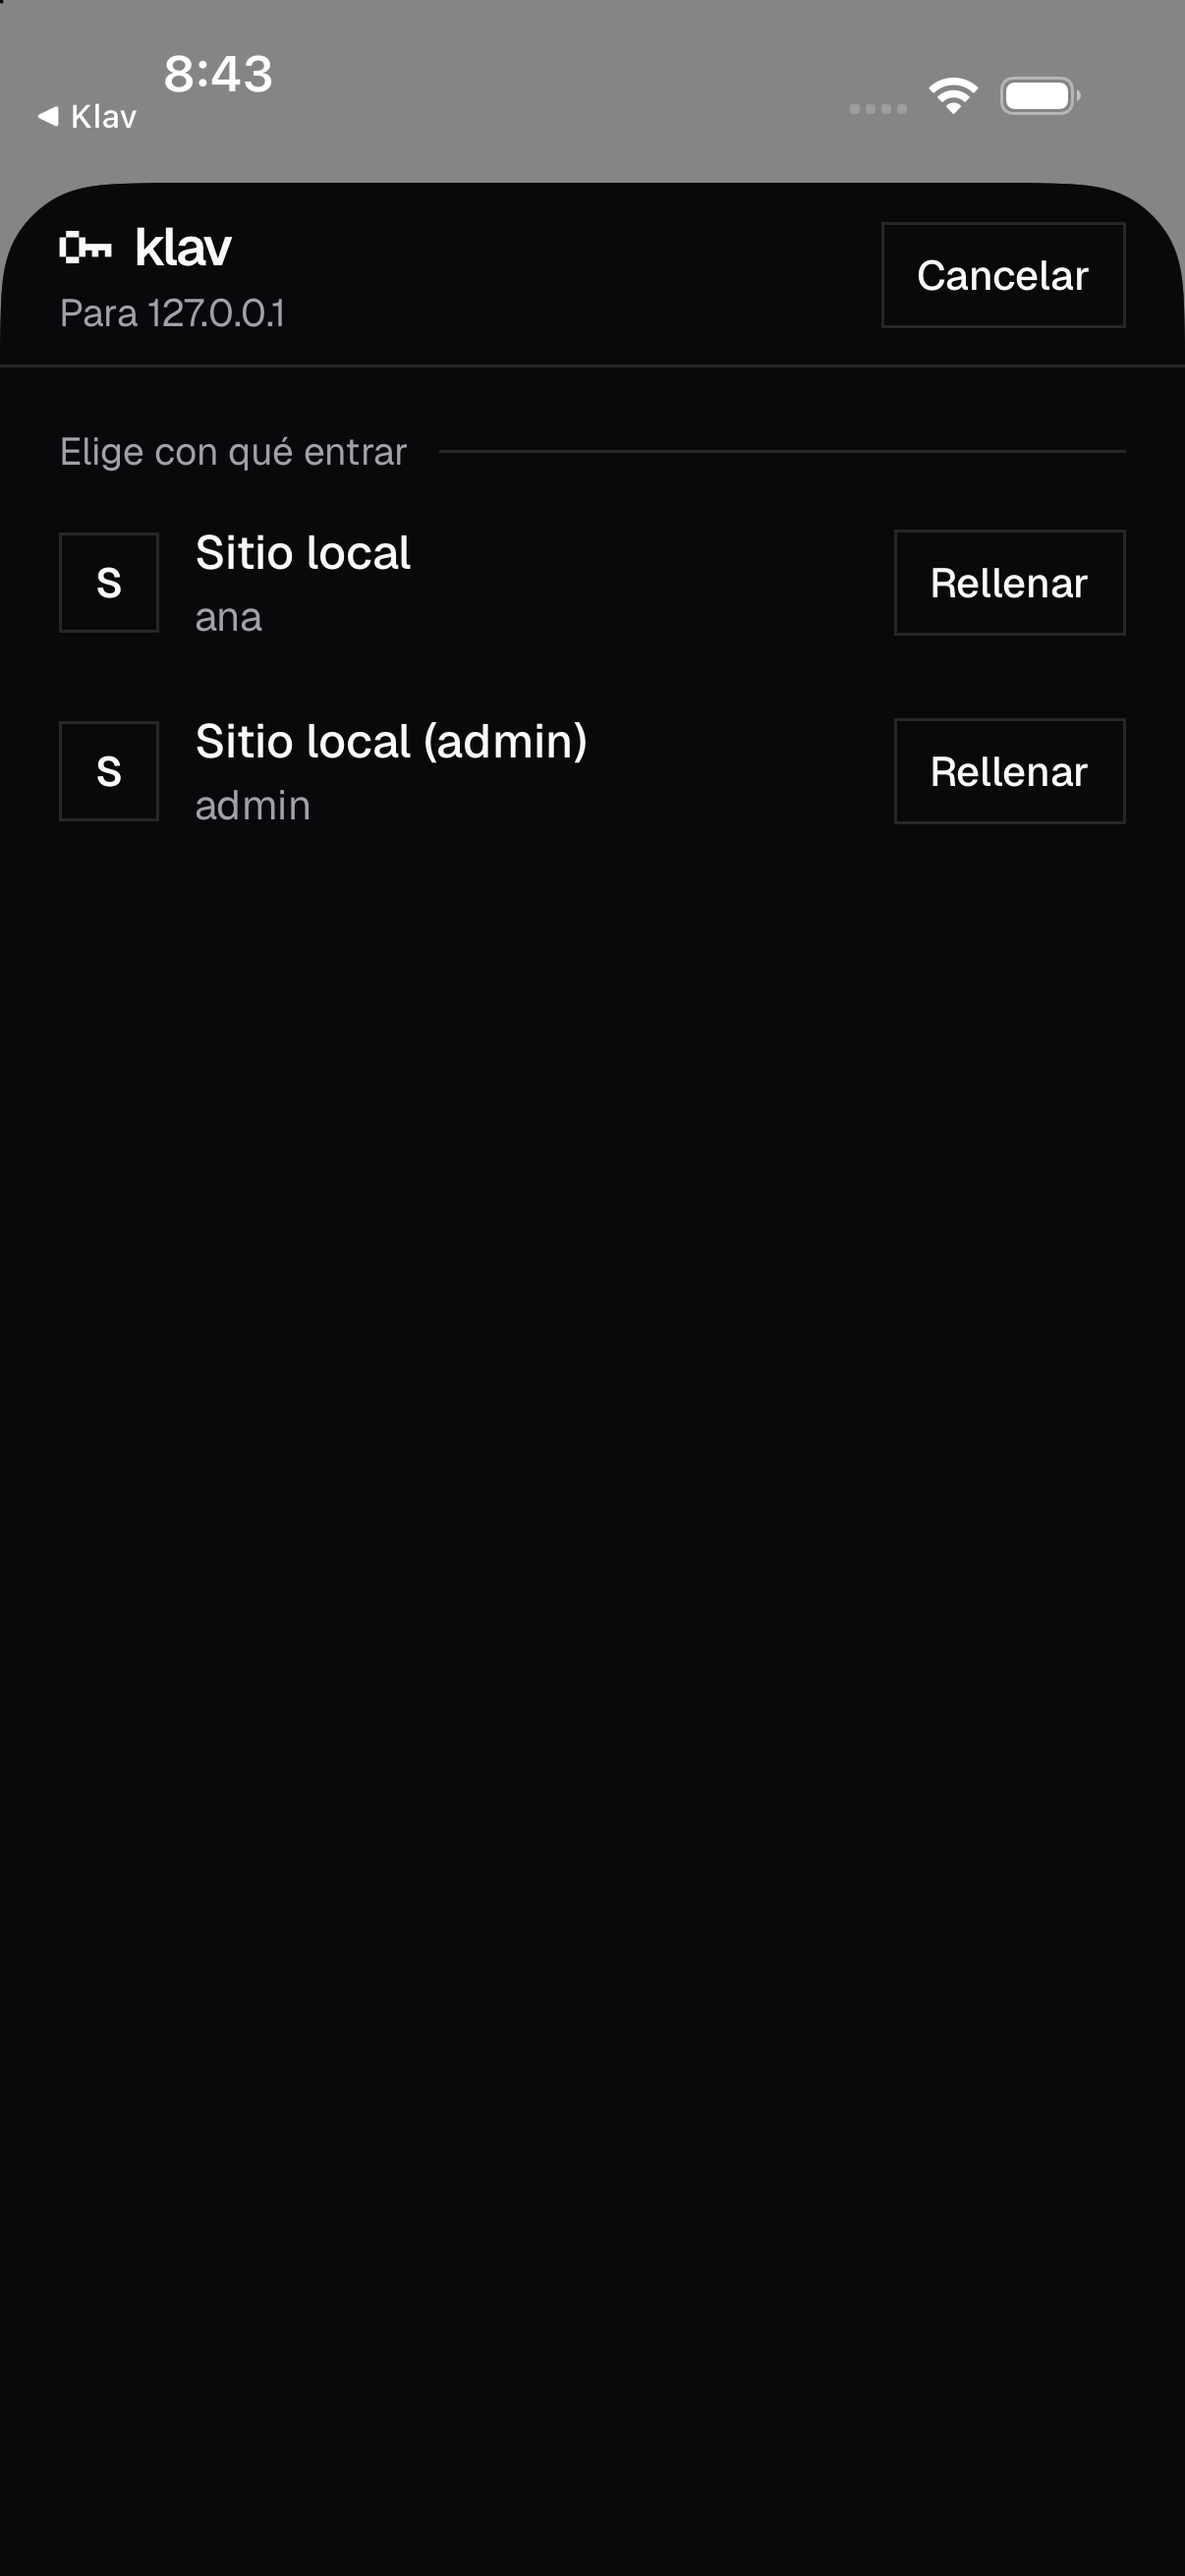 8:43
Klav
klav
Cancelar
Para 127.0.0.1
Elige con qué entrar
S
Sitio local
ana
Rellenar
S
Sitio local (admin)
admin
Rellenar